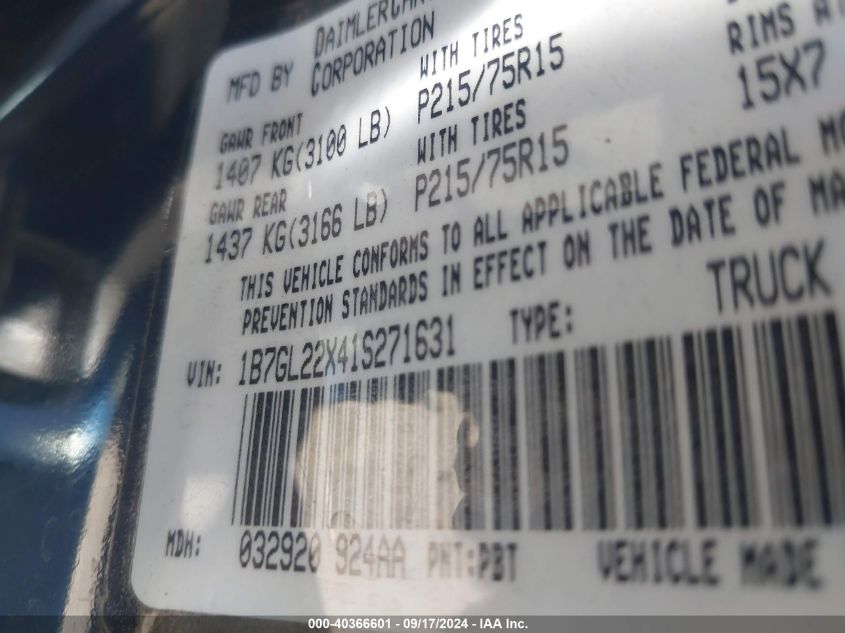 MFD BY DAIMLERCHR
CORPORATION
RIMS AT
GAWR FRONT WITH TIRES
1407 KG(3100 LB) P215/75R15 15X7
GAWR REAR WITH TIRES
1437 KG(3166 LB) P215/75R15
THIS VEHICLE CONFORMS TO ALL APPLICABLE FEDERAL MO
PREVENTION STANDARDS IN EFFECT ON THE DATE OF MA
VIN: 1B7GL22X41S271631 TYPE: TRUCK
MDH: 032920 924AA PNT:PBT VEHICLE MADE
000-40366601 - 09/17/2024 - IAA Inc.